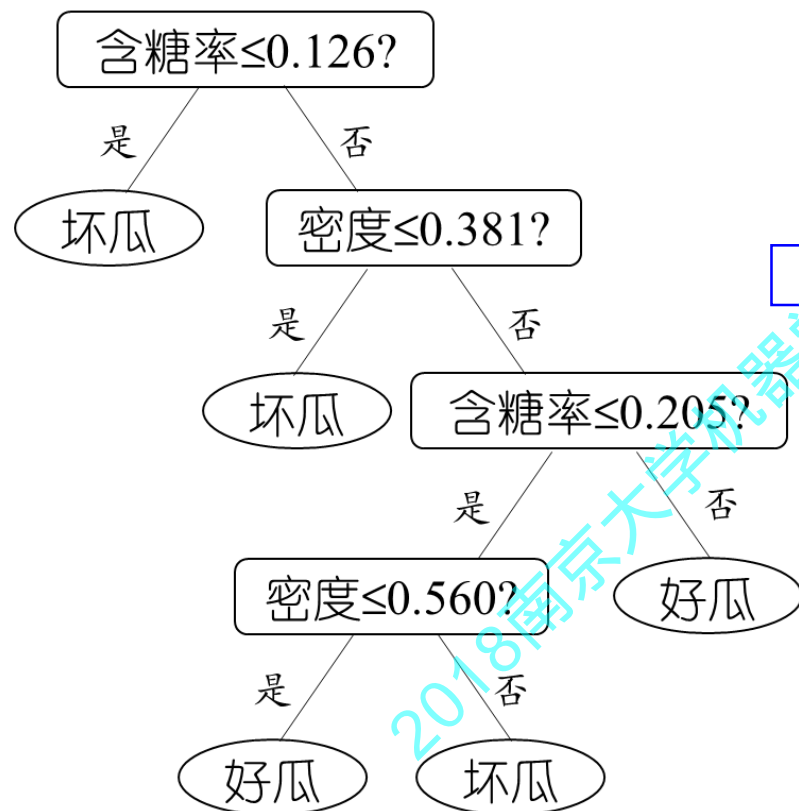 含糖率≤0.126?
是
否
坏瓜
密度≤0.381?
是
否
坏瓜
含糖率≤0.205?
是
否
密度≤0.560?
好瓜
是
否
好瓜
坏瓜
2018南京大学机器学